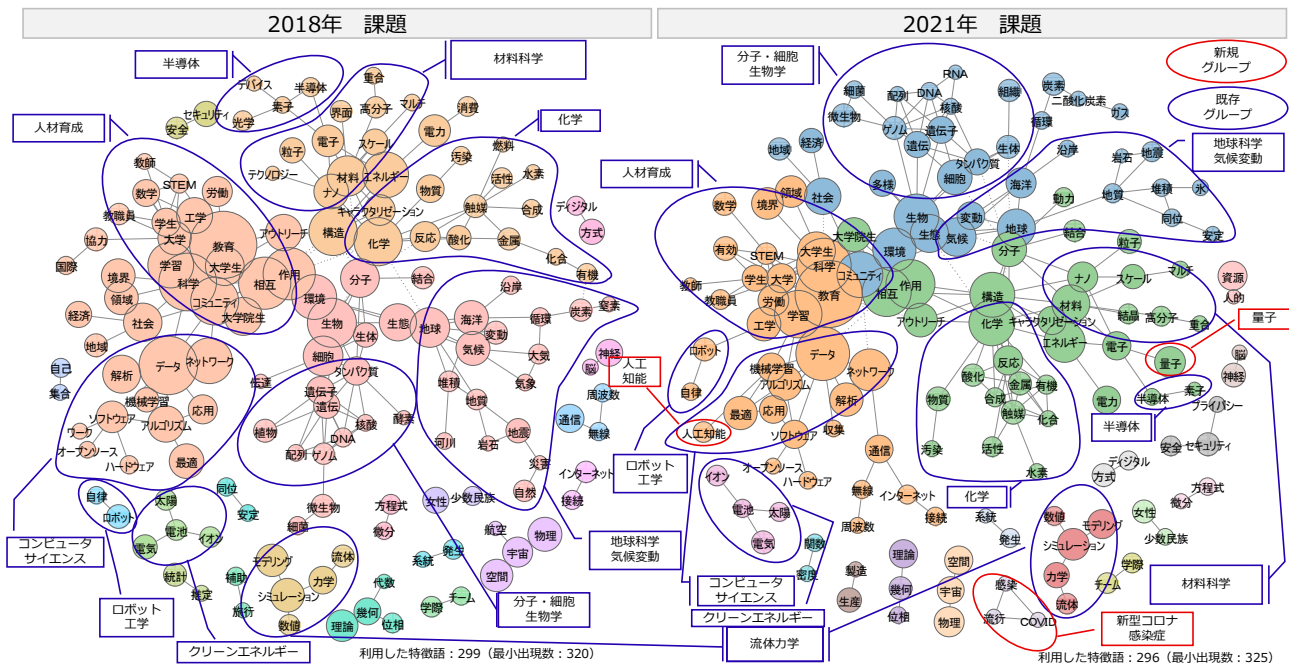 2018年　課題
2021年　課題
新規
グループ
既存
グループ
半導体
材料科学
人材育成
化学
デバイス
半導体
素子
光学
セキュリティ
安全
重合
高分子
マルチ
界面
消費
電力
電子
スケール
粒子
テクノロジー
材料
エネルギー
ナノ
汚染
燃料
活性
水素
物質
触媒
合成
キャラクタリゼーション
構造
化学
反応
酸化
金属
化合
有機
ディジタル
方式
教師
数学
STEM
労働
教職員
学生
工学
大学
教育
アウトリーチ
協力
国際
学習
大学生
科学
相互
作用
境界
領域
コミュニティ
大学院生
経済
社会
地域
環境
分子
結合
生物
生態
生体
細胞
地球
海洋
沿岸
変動
循環
炭素
窒素
気候
大気
気象
堆積
地質
河川
岩石
地震
災害
自然
神経
脳
周波数
通信
無線
インターネット
接続
自己
集合
解析
データ
ネットワーク
機械学習
ソフトウェア
アルゴリズム
応用
ワーク
オープンソース
ハードウェア
最適
伝達
タンパク質
遺伝子
遺伝
植物
核酸
酵素
DNA
配列
ゲノム
微生物
細菌
自律
ロボット
太陽
電池
イオン
電気
同位
安定
方程式
微分
女性
少数民族
航空
宇宙
物理
空間
系統
発生
統計
推定
補助
旅行
モデリング
流体
力学
シミュレーション
数値
代数
幾何
理論
位相
学際
チーム
コンピュータ
サイエンス
ロボット
工学
クリーンエネルギー
分子・細胞
生物学
地球科学
気候変動
流体力学
利用した特徴語：299（最小出現数：320）
分子・細胞
生物学
人材育成
地球科学
気候変動
RNA
細菌
配列
DNA
組織
微生物
核酸
ゲノム
遺伝子
遺伝
タンパク質
生体
細胞
炭素
二酸化炭素
循環
ガス
沿岸
岩石
地震
海洋
地質
堆積
氷
同位
安定
地域
経済
多様
社会
領域
境界
数学
生物
生態
変動
気候
地球
動力
分子
結合
粒子
環境
大学院生
大学生
科学
コミュニティ
STEM
有効
学生
大学
教師
教職員
労働
教育
学習
工学
相互
作用
アウトリーチ
構造
化学
ナノ
スケール
マルチ
材料
結晶
高分子
重合
キャラクタリゼーション
エネルギー
電子
量子
資源
人的
量子
脳
神経
半導体
素子
電力
半導体
プライバシー
安全
セキュリティ
ディジタル
方式
方程式
微分
反応
酸化
金属
有機
合成
物質
触媒
化合
汚染
活性
水素
化学
ロボット
自律
人工
知能
人工知能
データ
ネットワーク
機械学習
アルゴリズム
解析
最適
応用
ソフトウェア
収集
オープンソース
ハードウェア
通信
無線
周波数
インターネット
接続
ロボット
工学
イオン
電池
太陽
電気
コンピュータ
サイエンス
クリーンエネルギー
関数
密度
製造
生産
理論
幾何
位相
系統
発生
空間
宇宙
物理
数値
モデリング
シミュレーション
力学
流体
女性
少数民族
学際
チーム
感染
流行
COVID
新型コロナ
感染症
材料科学
利用した特徴語：296（最小出現数：325）